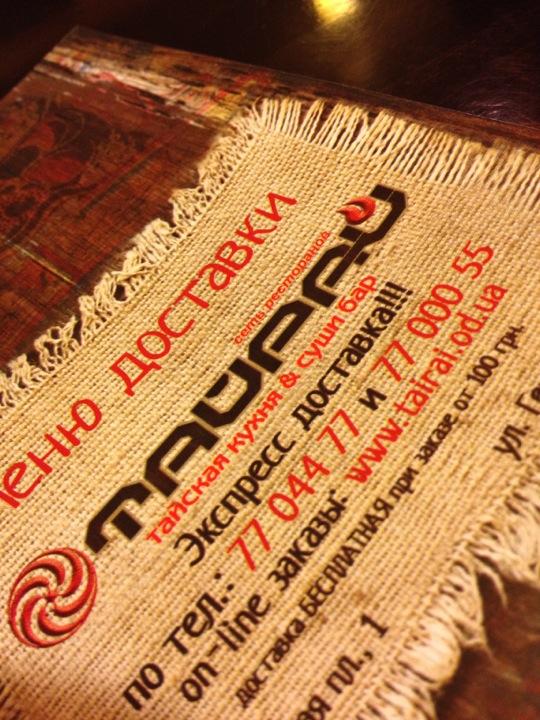 меню доставки
сеть ресторанов
ТАЙРАЙ
тайская кухня & суши бар
Экспресс доставка!!!
по тел.: 77 044 77 и 77 000 55
on-line заказы: www.tairai.od.ua
доставка БЕСПЛАТНАЯ при заказе от 100 грн.
пл., 1 ул.